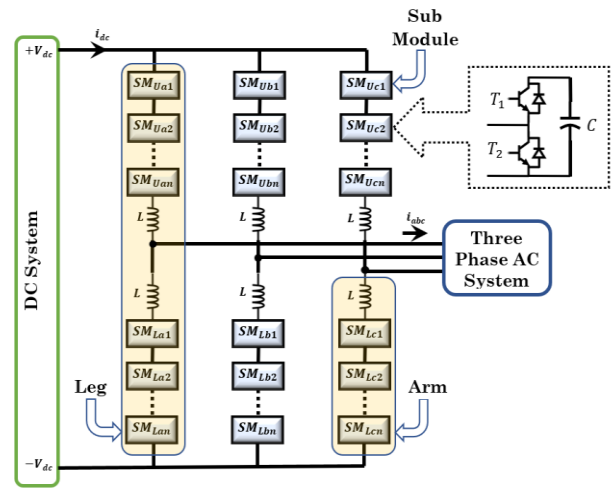 Sub
Module
+V_dc
i_dc
SM_Ua1
SM_Ub1
SM_Uc1
SM_Ua2
SM_Ub2
SM_Uc2
T_1
T_2
C
SM_Uan
SM_Ubn
SM_Ucn
L
L
L
i_abc
Three
Phase AC
System
DC System
L
L
L
SM_La1
SM_Lb1
SM_Lc1
SM_La2
SM_Lb2
SM_Lc2
Leg
Arm
SM_Lan
SM_Lbn
SM_Lcn
−V_dc